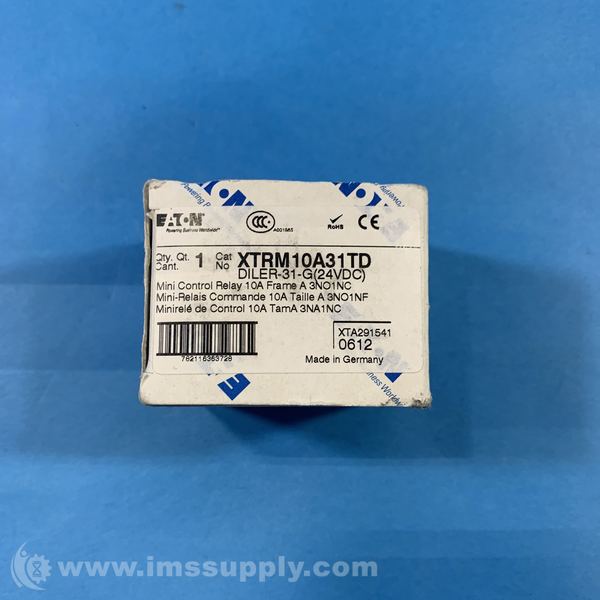 EATON
Powering Business Worldwide
CCC
A001985
RoHS
CE
Qty. Qt. Cant. 1 Cat No XTRM10A31TD
DILER-31-G(24VDC)
Mini Control Relay 10A Frame A 3NO1NC
Mini-Relais Commande 10A Taille A 3NO1NF
Minirelé de Control 10A TamA 3NA1NC
782116363728
XTA291541
0612
Made in Germany
www.imssupply.com